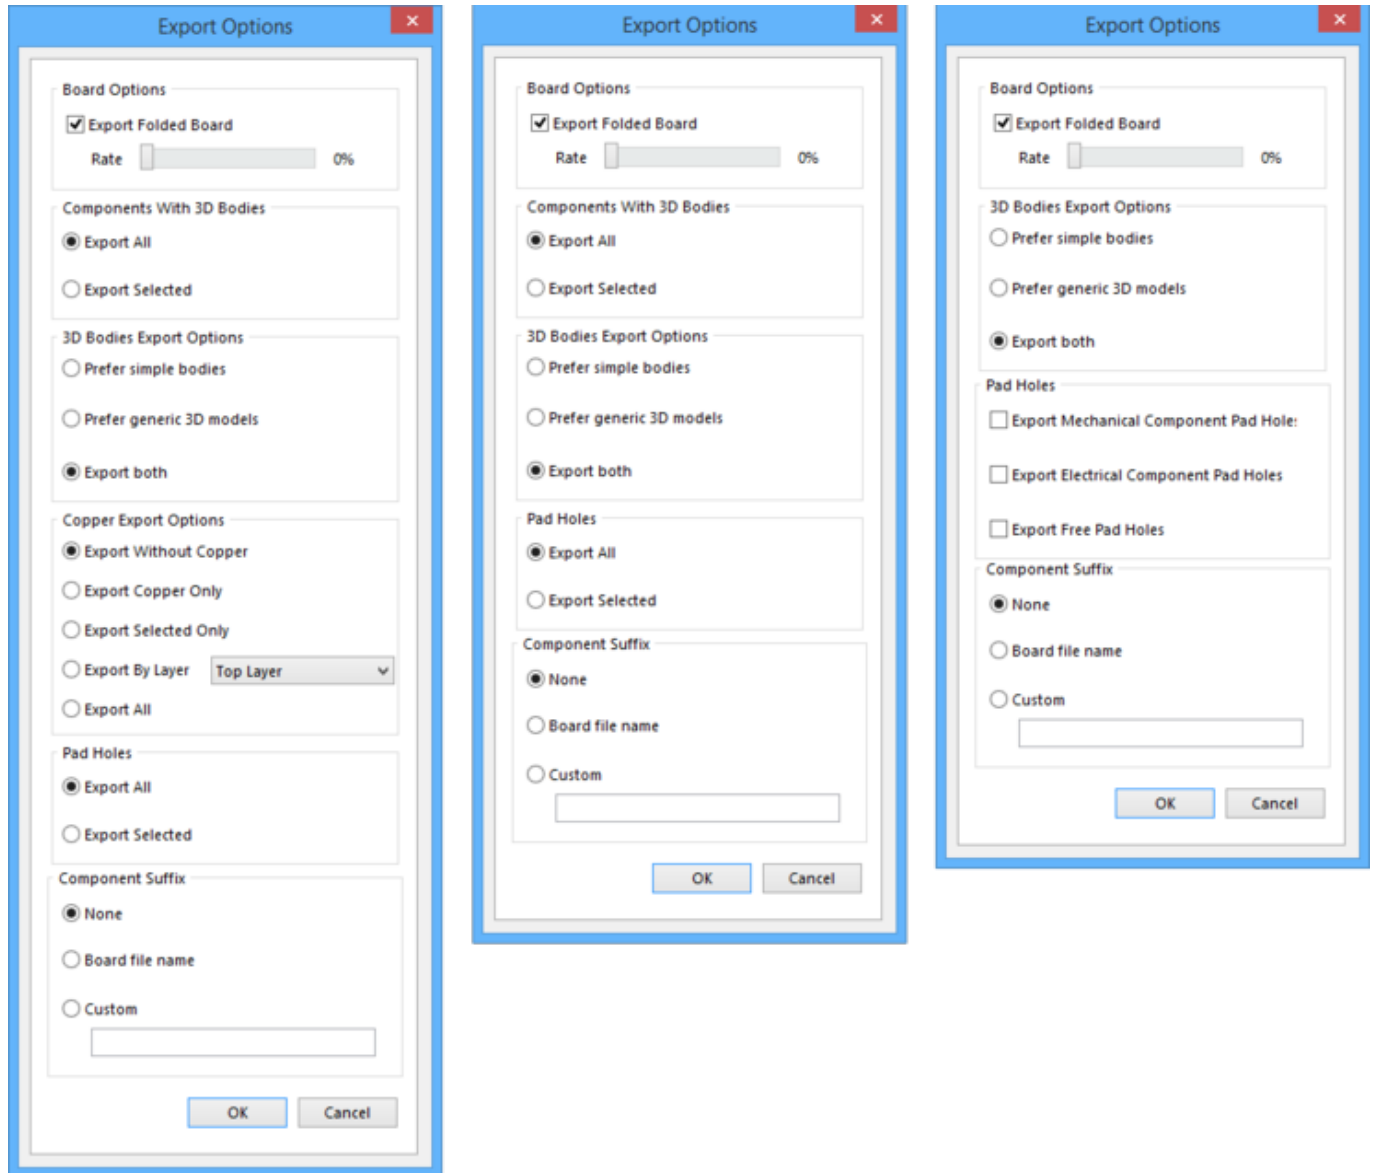 Export Options
Board Options
Export Folded Board
Rate 0%
Components With 3D Bodies
Export All
Export Selected
3D Bodies Export Options
Prefer simple bodies
Prefer generic 3D models
Export both
Copper Export Options
Export Without Copper
Export Copper Only
Export Selected Only
Export By Layer Top Layer
Export All
Pad Holes
Export All
Export Selected
Component Suffix
None
Board file name
Custom
OK Cancel
Export Options
Board Options
Export Folded Board
Rate 0%
Components With 3D Bodies
Export All
Export Selected
3D Bodies Export Options
Prefer simple bodies
Prefer generic 3D models
Export both
Pad Holes
Export All
Export Selected
Component Suffix
None
Board file name
Custom
OK Cancel
Export Options
Board Options
Export Folded Board
Rate 0%
3D Bodies Export Options
Prefer simple bodies
Prefer generic 3D models
Export both
Pad Holes
Export Mechanical Component Pad Hole
Export Electrical Component Pad Holes
Export Free Pad Holes
Component Suffix
None
Board file name
Custom
OK Cancel